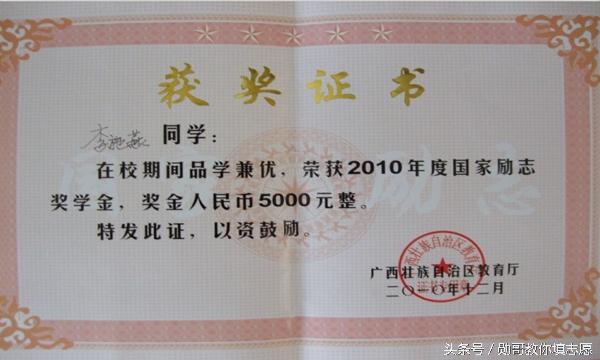 获奖证书
同学：
在校期间品学兼优，荣获2010年度国家励志
奖学金，奖金人民币5000元整。
特发此证，以资鼓励。
广西壮族自治区教育厅
二〇一〇年十二月
头条号／勋哥教你填志愿